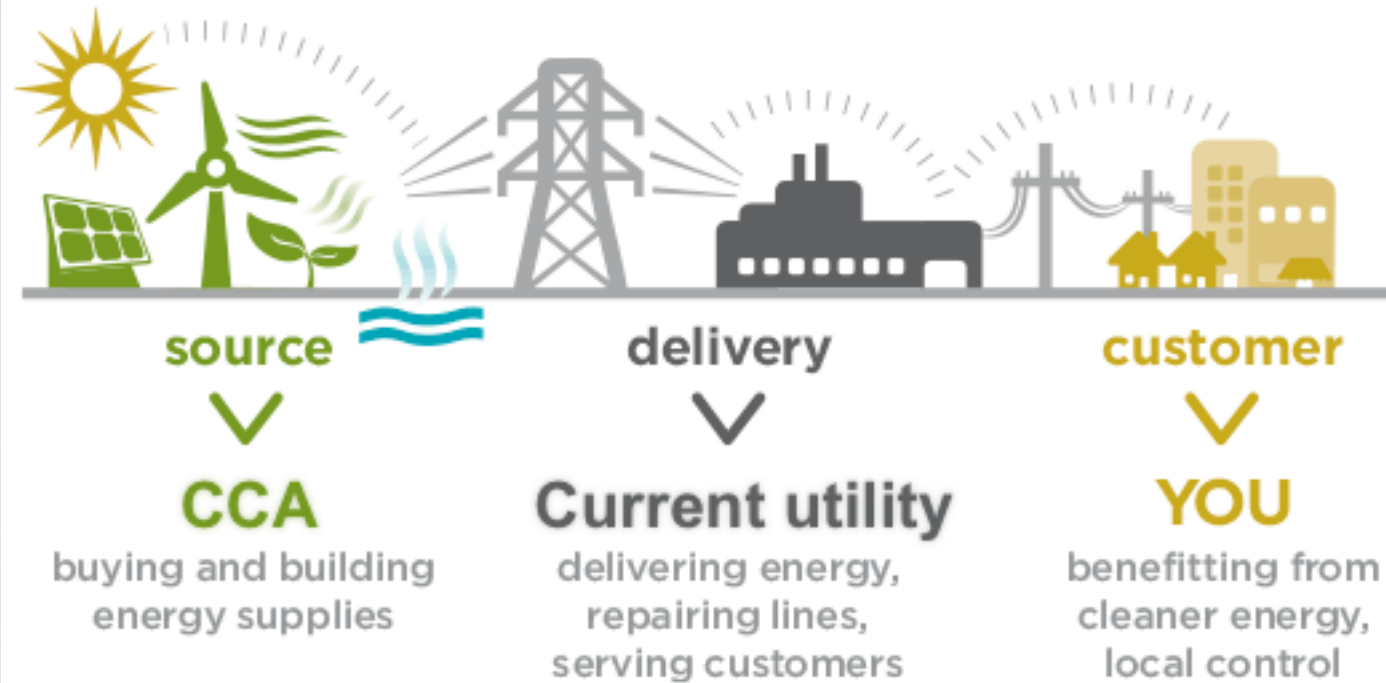 source
delivery
customer
CCA
Current utility
YOU
buying and building
energy supplies
delivering energy,
repairing lines,
serving customers
benefitting from
cleaner energy,
local control